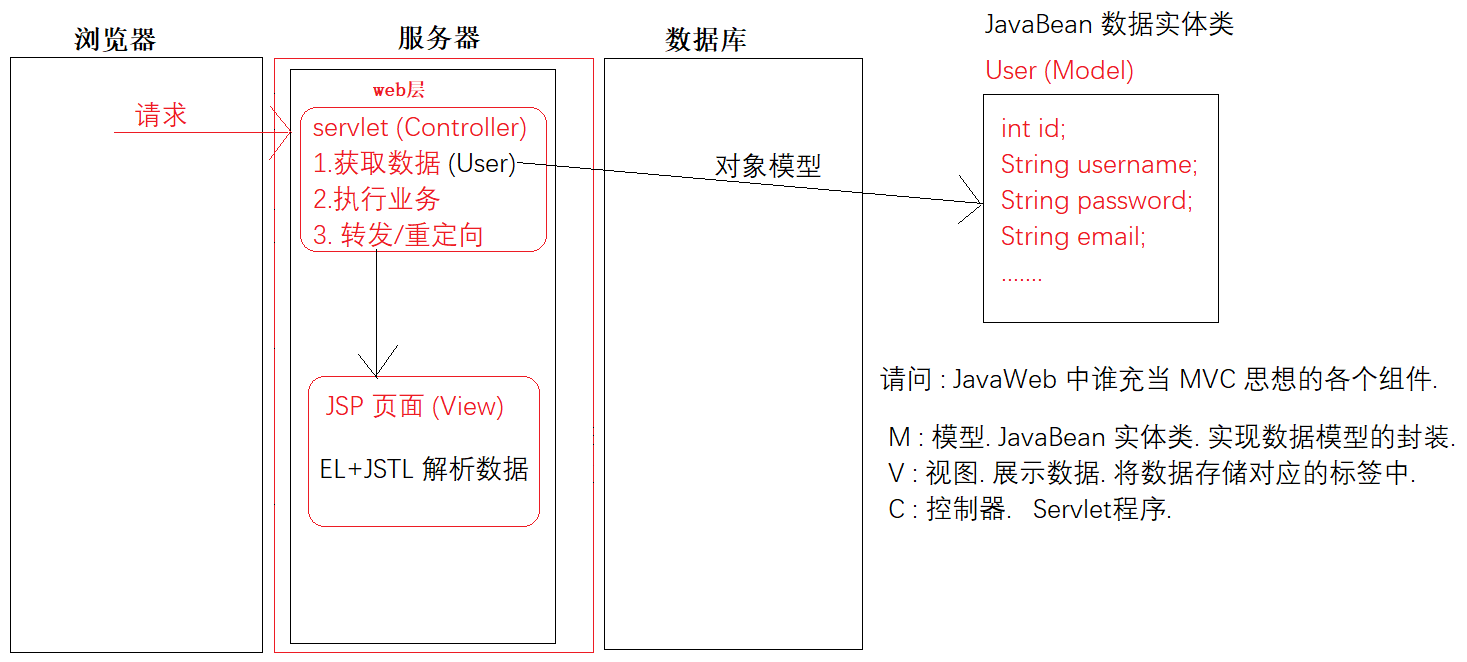 浏览器
服务器
数据库
JavaBean 数据实体类
User (Model)
web层
请求
servlet (Controller)
1.获取数据 (User)
2.执行业务
3. 转发/重定向
对象模型
int id;
String username;
String password;
String email;
.......
JSP 页面 (View)
EL+JSTL 解析数据
请问 : JavaWeb 中谁充当 MVC 思想的各个组件.
M : 模型. JavaBean 实体类. 实现数据模型的封装.
V : 视图. 展示数据. 将数据存储对应的标签中.
C : 控制器. Servlet程序.